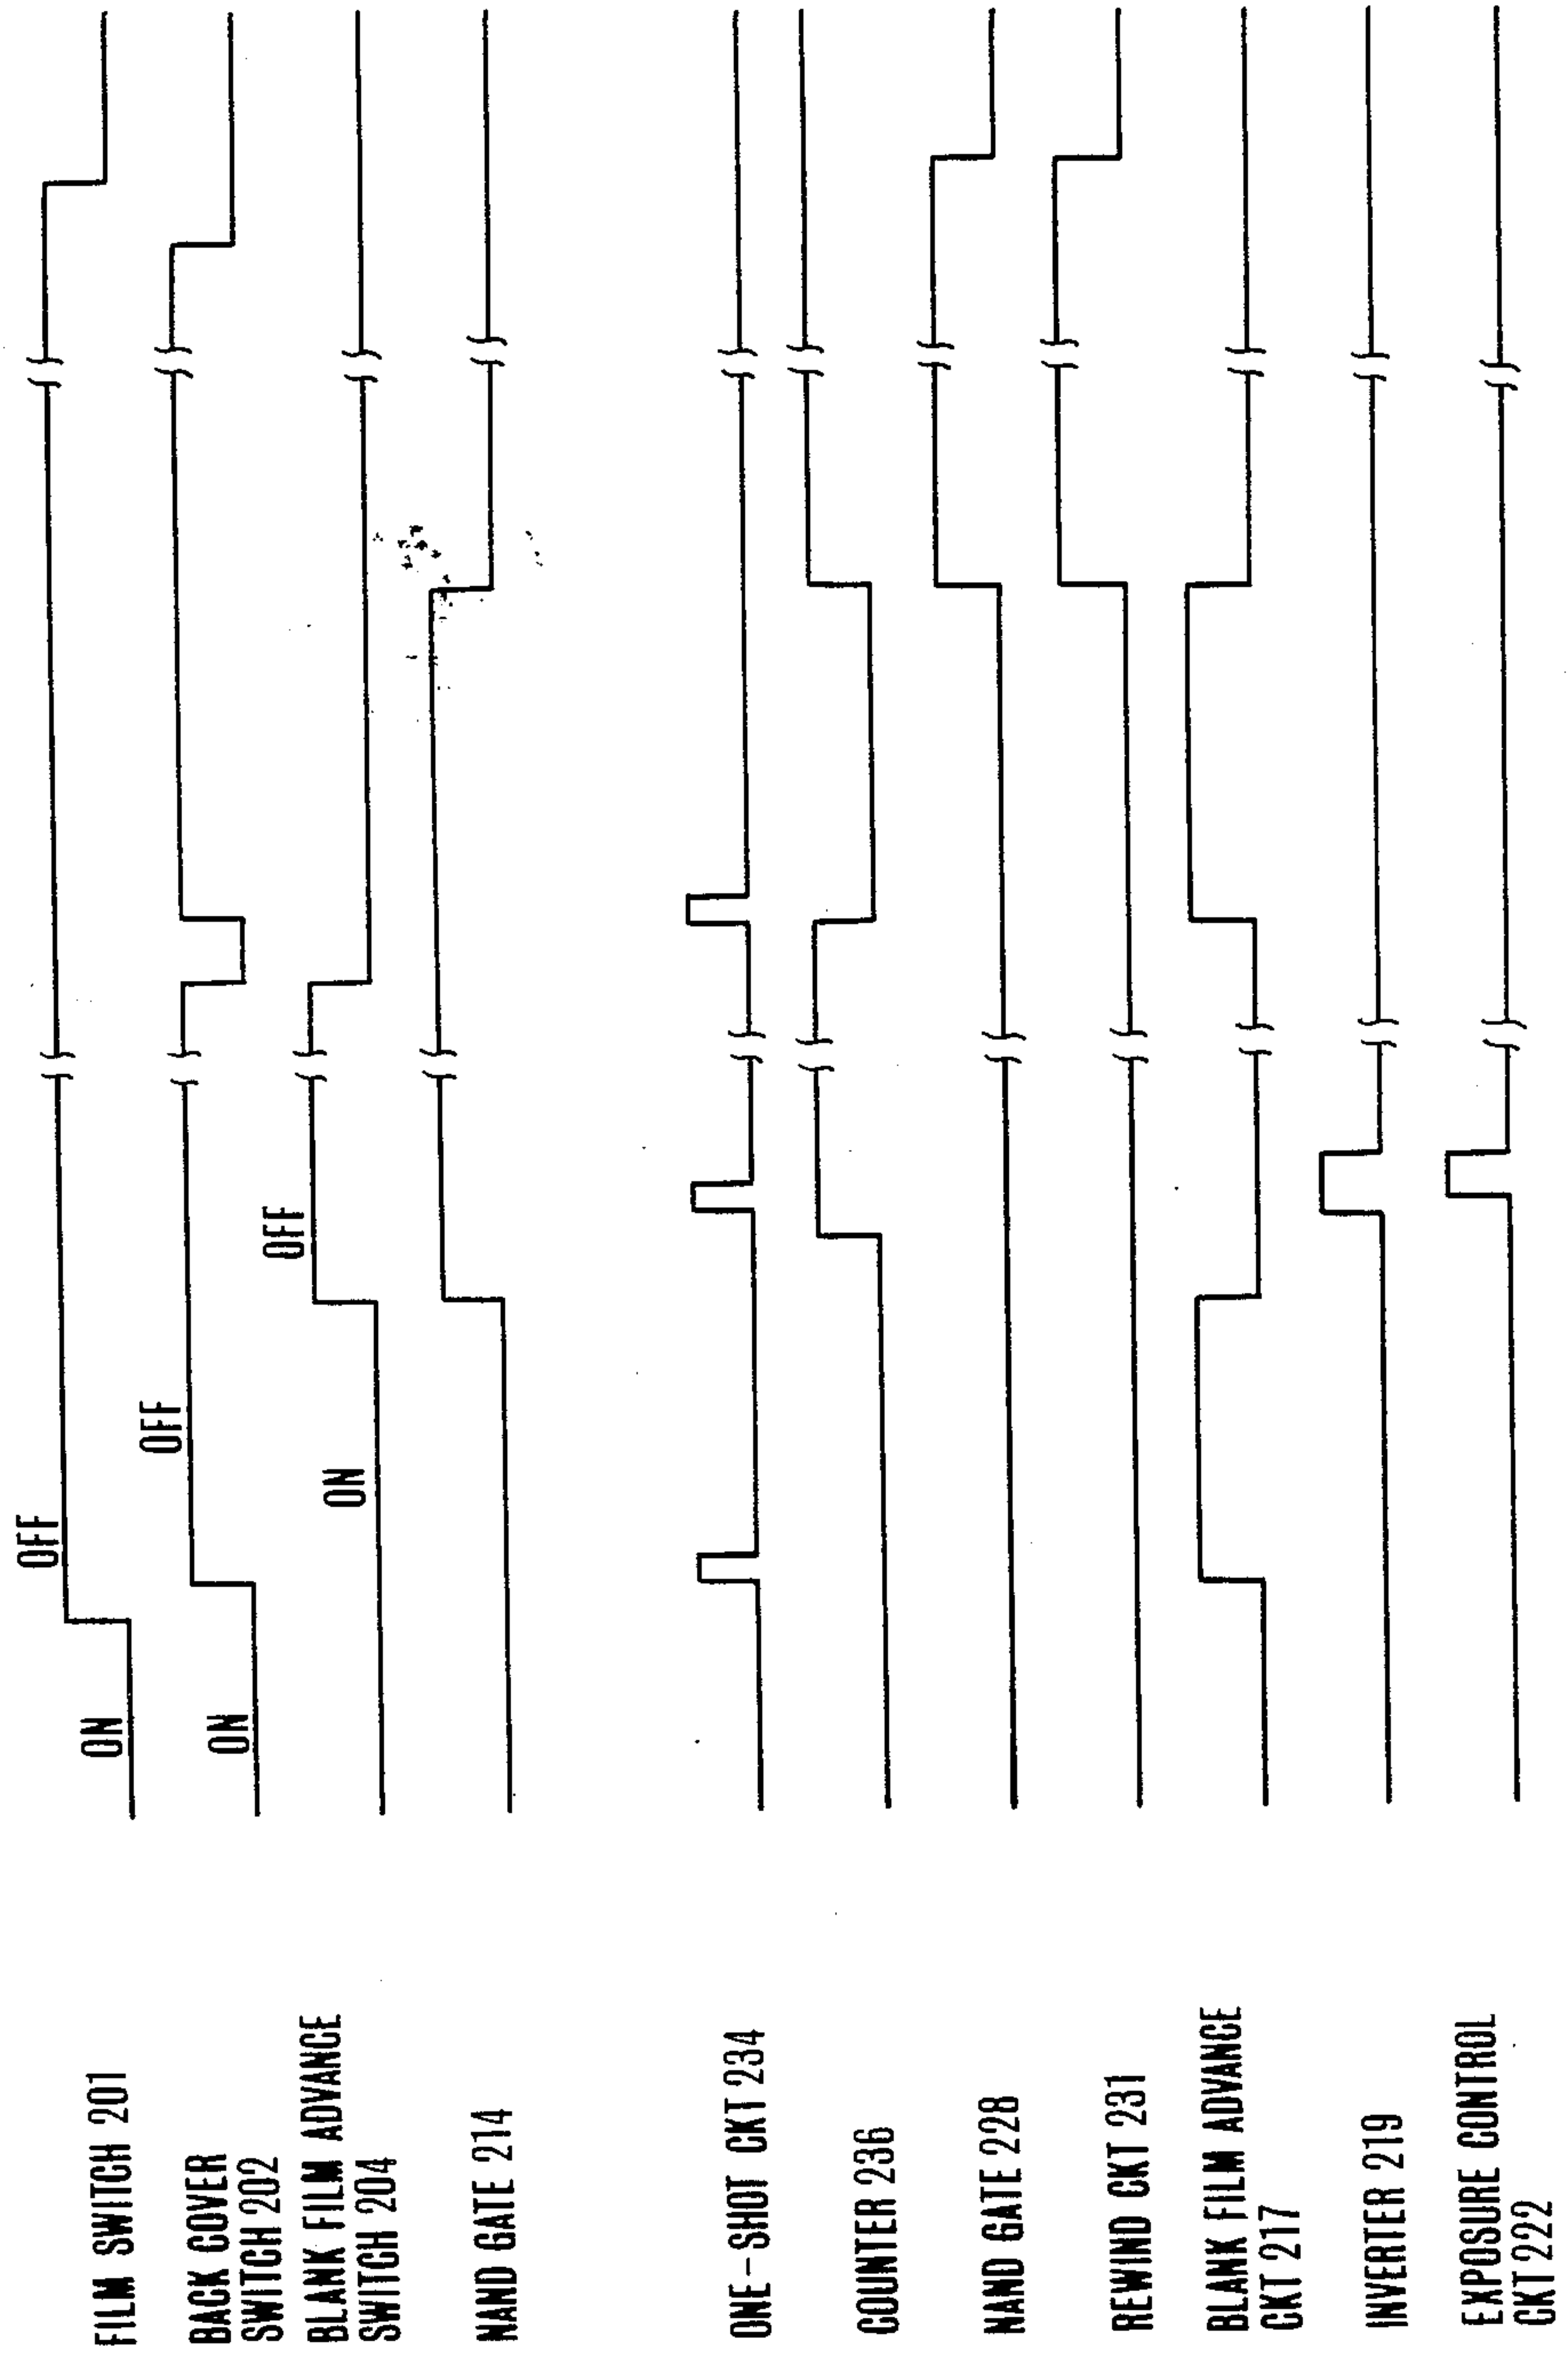 FILM SWITCH 201
ON
OFF
BACK COVER
SWITCH 202
ON
OFF
BLANK FILM ADVANCE
SWITCH 204
ON
OFF
NAND GATE 214
ONE-SHOT CKT 234
COUNTER 236
NAND GATE 228
REWIND CKT 231
BLANK FILM ADVANCE
CKT 217
INVERTER 219
EXPOSURE CONTROL
CKT 222